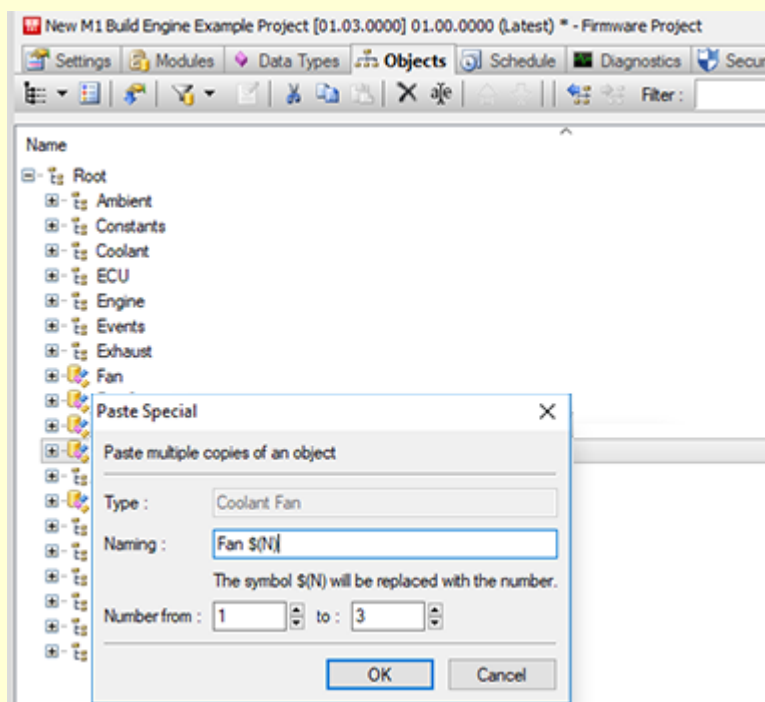 New M1 Build Engine Example Project [01.03.0000] 01.00.0000 (Latest) * - Firmware Project
Settings Modules Data Types Objects Schedule Diagnostics
Filter :
Name
Root
Ambient
Constants
Coolant
ECU
Engine
Events
Exhaust
Fan
Paste Special
Paste multiple copies of an object
Type : Coolant Fan
Naming : Fan $(N)
The symbol $(N) will be replaced with the number.
Number from : 1 to : 3
OK Cancel